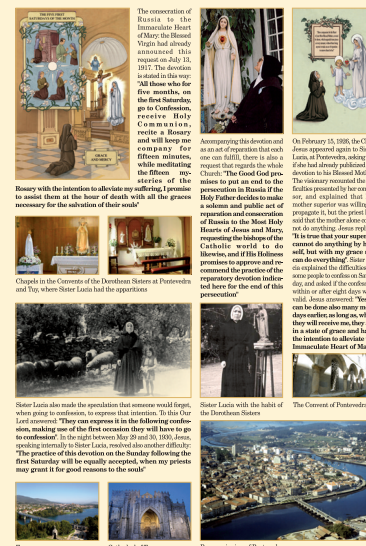 THE FIVE FIRST
SATURDAYS OF THE MONTH
GRACE
AND MERCY
The consecration of
Russia to the
Immaculate Heart
of Mary: the Blessed
Virgin had already
announced this
request on July 13,
1917. The devotion
is stated in this way:
"All those who for
five months, on
the first Saturday,
go to Confession,
receive Holy
Communion,
recite a Rosary
and will keep me
company for
fifteen minutes,
while meditating
the fifteen my-
steries of the
Rosary with the intention to alleviate my suffering, I promise
to assist them at the hour of death with all the graces
necessary for the salvation of their souls"
Chapels in the Convents of the Dorothean Sisters at Pontevedra
and Tuy, where Sister Lucia had the apparitions
Sister Lucia also made the speculation that someone would forget,
when going to confession, to express that intention. To this Our
Lord answered: "They can express it in the following confes-
sion, making use of the first occasion they will have to go
to confession". In the night between May 29 and 30, 1930, Jesus,
speaking internally to Sister Lucia, resolved also another difficulty:
"The practice of this devotion on the Sunday following the
first Saturday will be equally accepted, when my priests
may grant it for good reasons to the souls"
Accompanying this devotion and
as an act of reparation that each
one can fulfill, there is also a
request that regards the whole
Church: "The Good God pro-
mises to put an end to the
persecution in Russia if the
Holy Father decides to make
a solemn and public act of
reparation and consecration
of Russia to the Most Holy
Hearts of Jesus and Mary,
requesting the bishops of the
Catholic world to do
likewise, and if His Holiness
promises to approve and re-
commend the practice of the
reparatory devotion indica-
ted here for the end of this
persecution"
Sister Lucia with the habit of
the Dorothean Sisters
On February 15, 1926, the Ch
Jesus appeared again to Sis
Lucia, at Pontevedra, asking
if she had already publicized
devotion to his Blessed Moth
The visionary recounted the
ficulties presented by her con
sor, and explained that
mother superior was willing
propagate it, but the priest h
said that the mother alone co
not do anything. Jesus repli
"It is true that your superi
cannot do anything by h
self, but with my grace s
can do everything". Sister
cia explained the difficulties
some people to confess on Sa
day, and asked if the confess
within or after eight days w
valid. Jesus answered: "Yes
can be done also many m
days earlier, as long as, wh
they will receive me, they
in a state of grace and ha
the intention to alleviate
Immaculate Heart of Ma
The Convent of Pontevedra